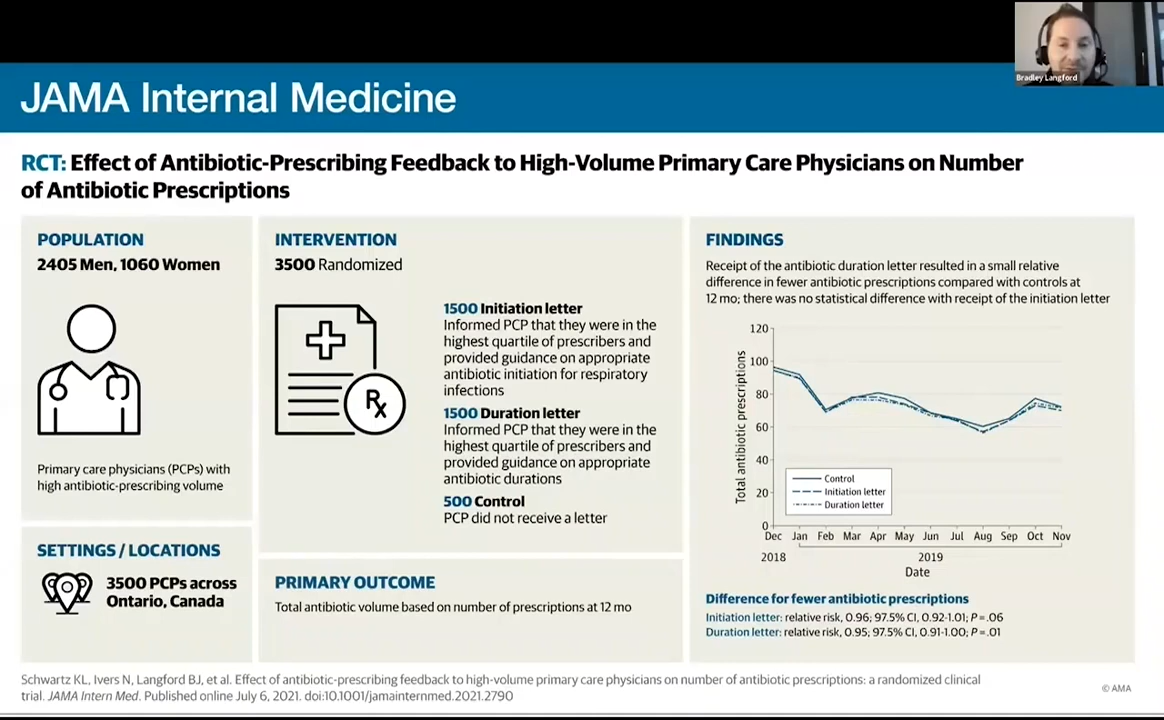 Bradley Langford
JAMA Internal Medicine
RCT: Effect of Antibiotic-Prescribing Feedback to High-Volume Primary Care Physicians on Number
of Antibiotic Prescriptions
POPULATION
2405 Men, 1060 Women
Primary care physicians (PCPs) with
high antibiotic-prescribing volume
SETTINGS / LOCATIONS
3500 PCPs across
Ontario, Canada
INTERVENTION
3500 Randomized
Rx
1500 Initiation letter
Informed PCP that they were in the
highest quartile of prescribers and
provided guidance on appropriate
antibiotic initiation for respiratory
infections
1500 Duration letter
Informed PCP that they were in the
highest quartile of prescribers and
provided guidance on appropriate
antibiotic durations
500 Control
PCP did not receive a letter
PRIMARY OUTCOME
Total antibiotic volume based on number of prescriptions at 12 mo
FINDINGS
Receipt of the antibiotic duration letter resulted in a small relative
difference in fewer antibiotic prescriptions compared with controls at
12 mo; there was no statistical difference with receipt of the initiation letter
Total antibiotic prescriptions
120
100
80
60
40
20
0
Control
Initiation letter
Duration letter
Dec Jan Feb Mar Apr May Jun Jul Aug Sep Oct Nov
2018 2019
Date
Difference for fewer antibiotic prescriptions
Initiation letter: relative risk, 0.96; 97.5% CI, 0.92-1.01; P = .06
Duration letter: relative risk, 0.95; 97.5% CI, 0.91-1.00; P = .01
Schwartz KL, Ivers N, Langford BJ, et al. Effect of antibiotic-prescribing feedback to high-volume primary care physicians on number of antibiotic prescriptions: a randomized clinical
trial. JAMA Intern Med. Published online July 6, 2021. doi:10.1001/jamainternmed.2021.2790
© AMA